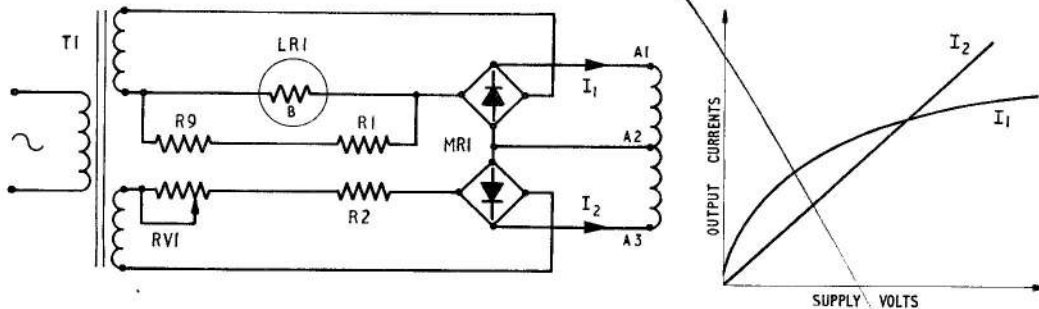 T1
LR1
B
R9
R1
MR1
RV1
R2
A1
I1
A2
I2
A3
OUTPUT CURRENTS
I2
I1
SUPPLY VOLTS